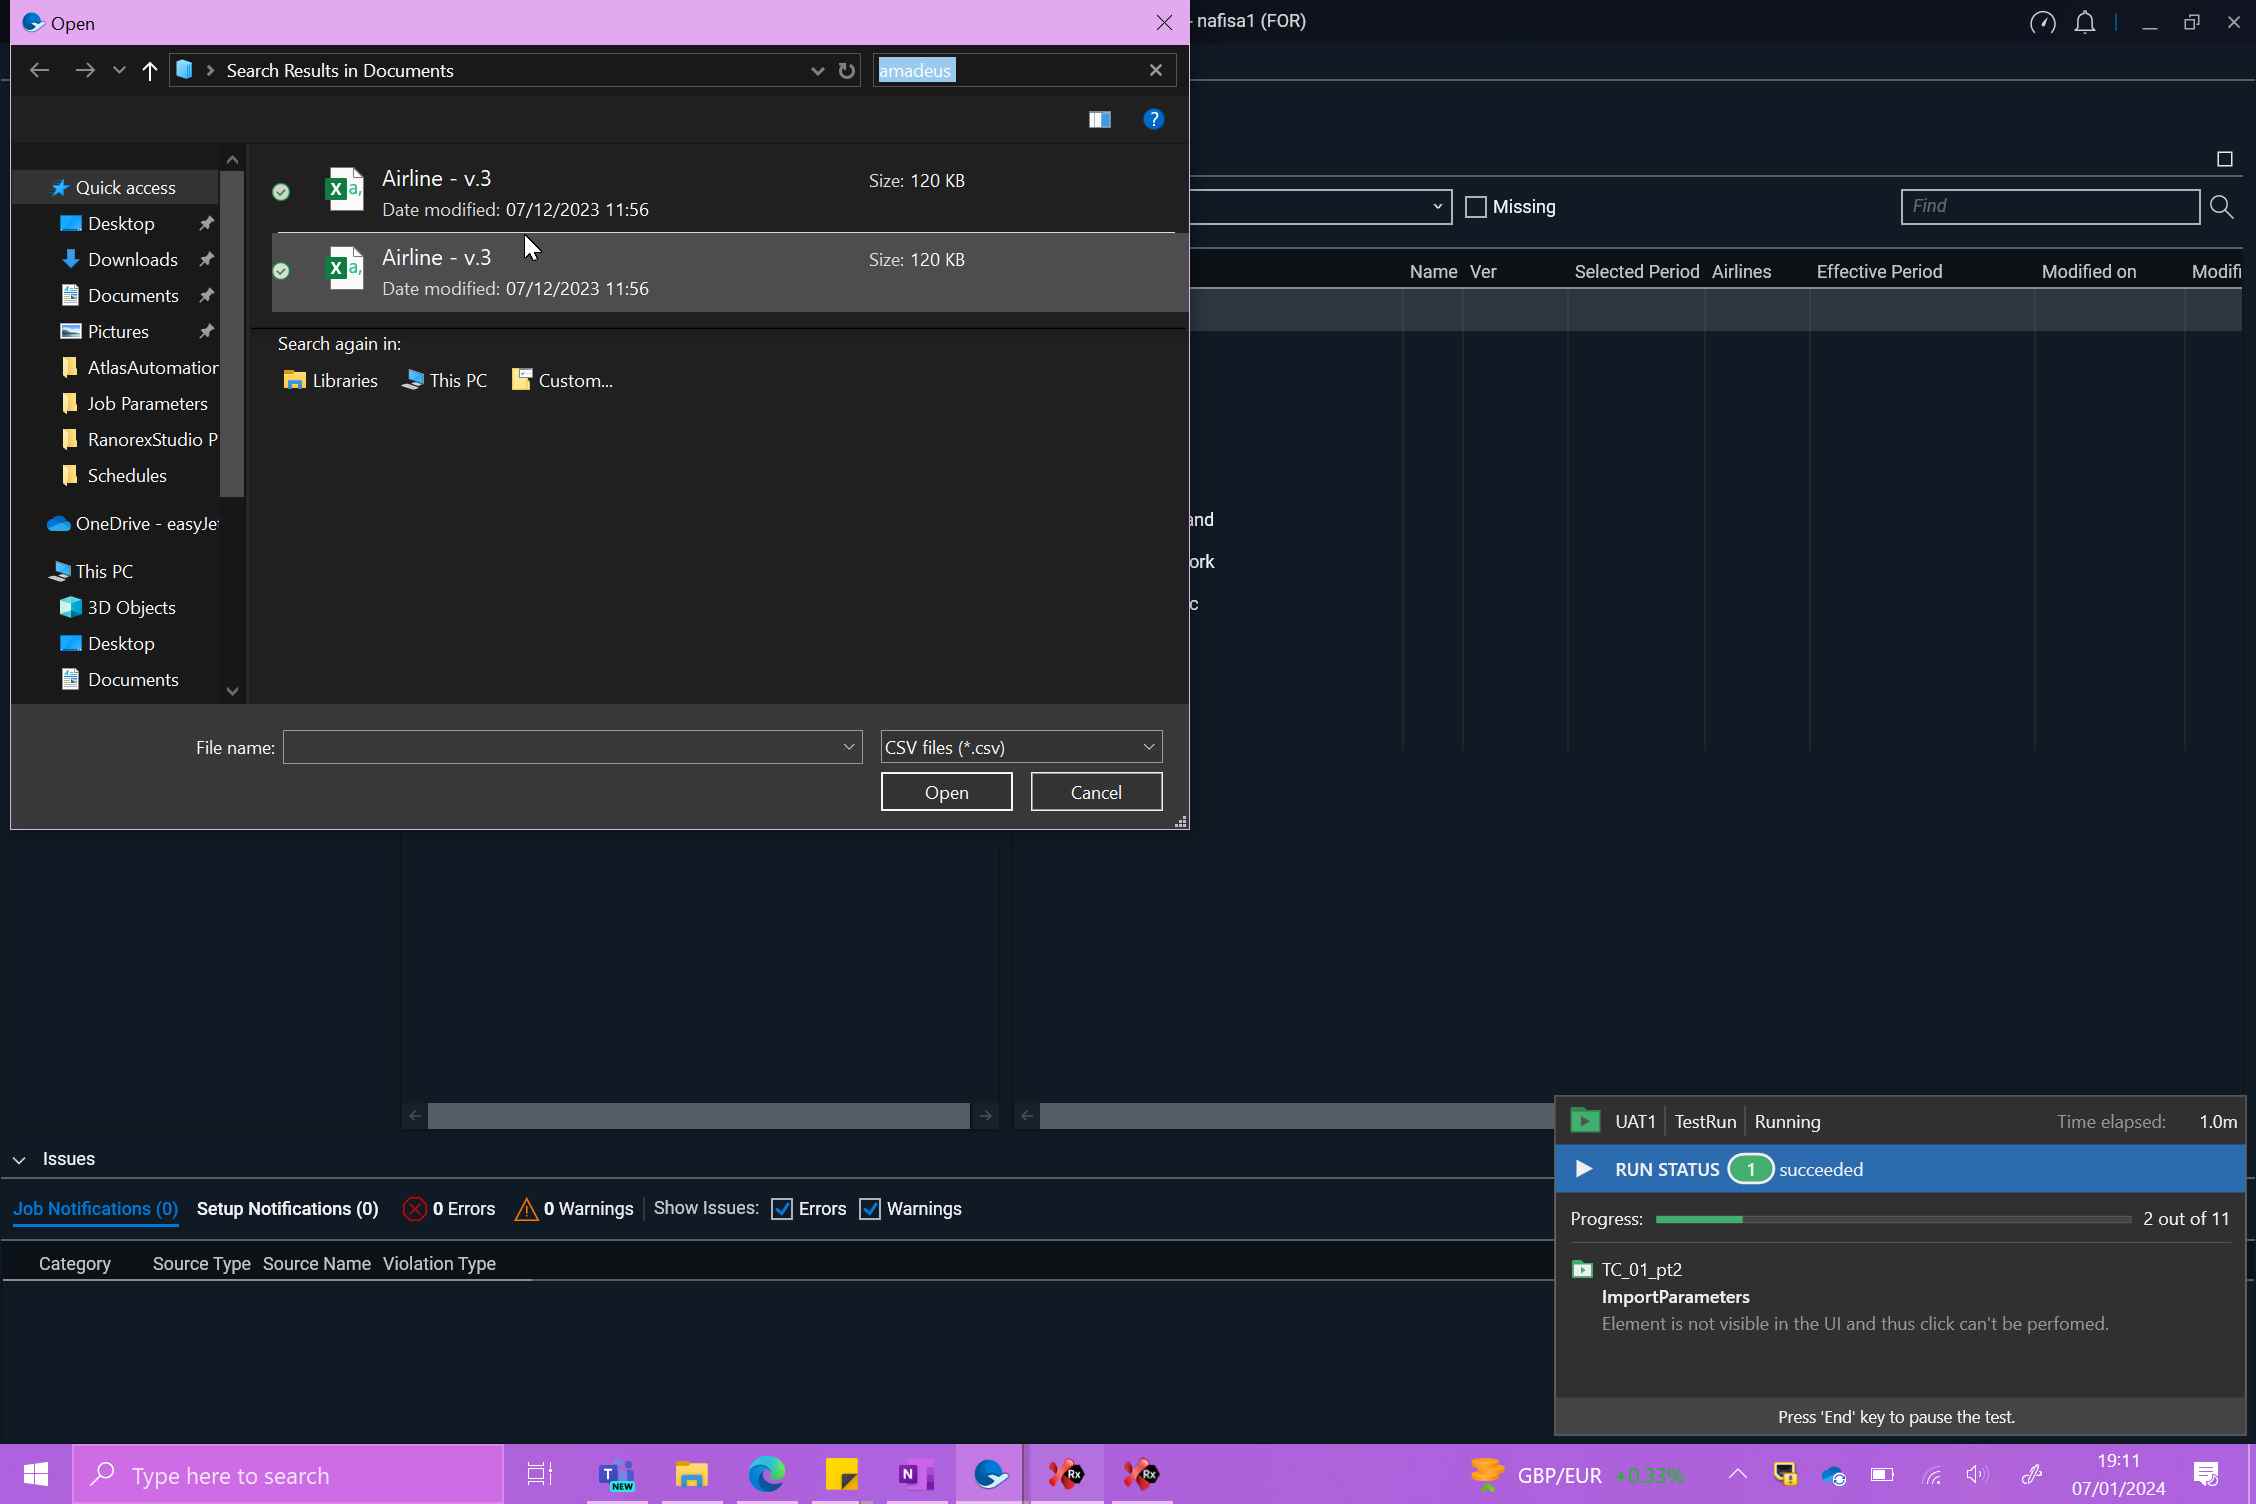 Open
- nafisa1 (FOR)
Search Results in Documents
amadeus
Quick access
Desktop
Downloads
Documents
Pictures
AtlasAutomation
Job Parameters
RanorexStudio P
Schedules
OneDrive - easyJet
This PC
3D Objects
Desktop
Documents
Airline - v.3
Size: 120 KB
Date modified: 07/12/2023 11:56
Airline - v.3
Size: 120 KB
Date modified: 07/12/2023 11:56
Search again in:
Libraries This PC Custom...
File name:
CSV files (*.csv)
Open Cancel
Missing
Find
Name Ver Selected Period Airlines Effective Period Modified on Modifi
and
ork
c
Issues
Job Notifications (0) Setup Notifications (0) 0 Errors 0 Warnings Show Issues: Errors Warnings
Category Source Type Source Name Violation Type
UAT1 TestRun Running Time elapsed: 1.0m
RUN STATUS 1 succeeded
Progress: 2 out of 11
TC_01_pt2
ImportParameters
Element is not visible in the UI and thus click can't be perfomed.
Press 'End' key to pause the test.
Type here to search
T NEW
N
Rx
Rx
GBP/EUR +0.33%
19:11
07/01/2024